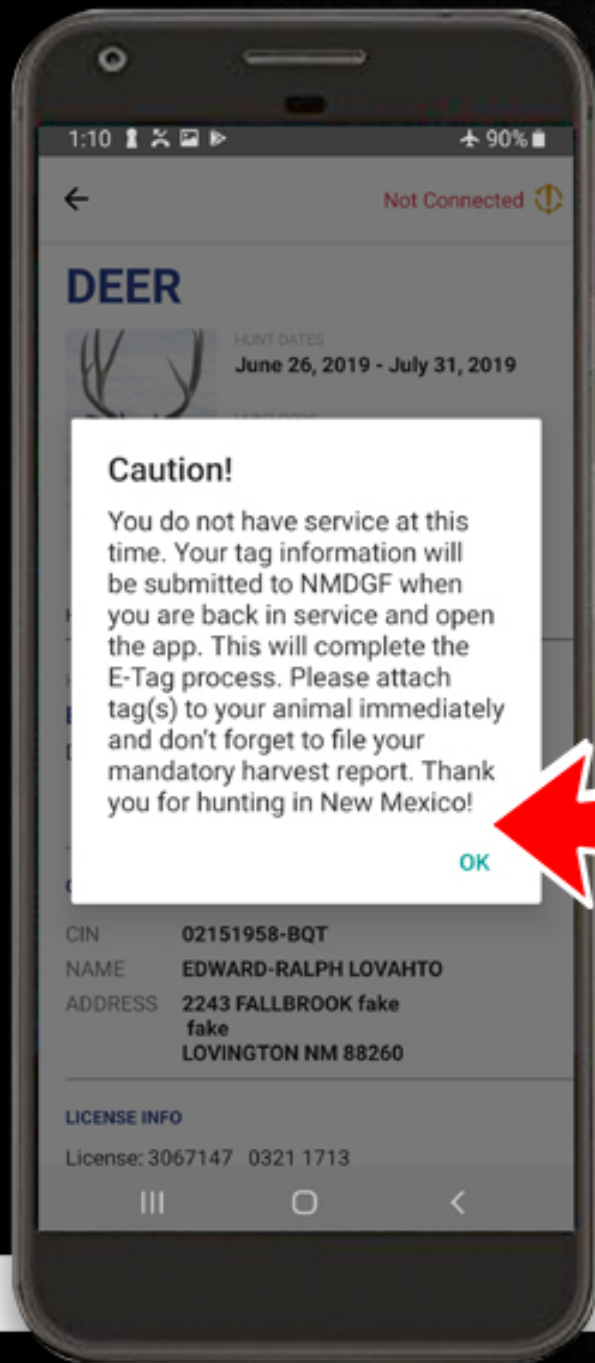 1:10 90%
Not Connected
DEER
HUNT DATES
June 26, 2019 - July 31, 2019
HUNT CODE
Caution!
You do not have service at this
time. Your tag information will
be submitted to NMDGF when
you are back in service and open
the app. This will complete the
E-Tag process. Please attach
tag(s) to your animal immediately
and don't forget to file your
mandatory harvest report. Thank
you for hunting in New Mexico!
OK
CIN 02151958-BQT
NAME EDWARD-RALPH LOVAHTO
ADDRESS 2243 FALLBROOK fake
fake
LOVINGTON NM 88260
LICENSE INFO
License: 3067147 0321 1713